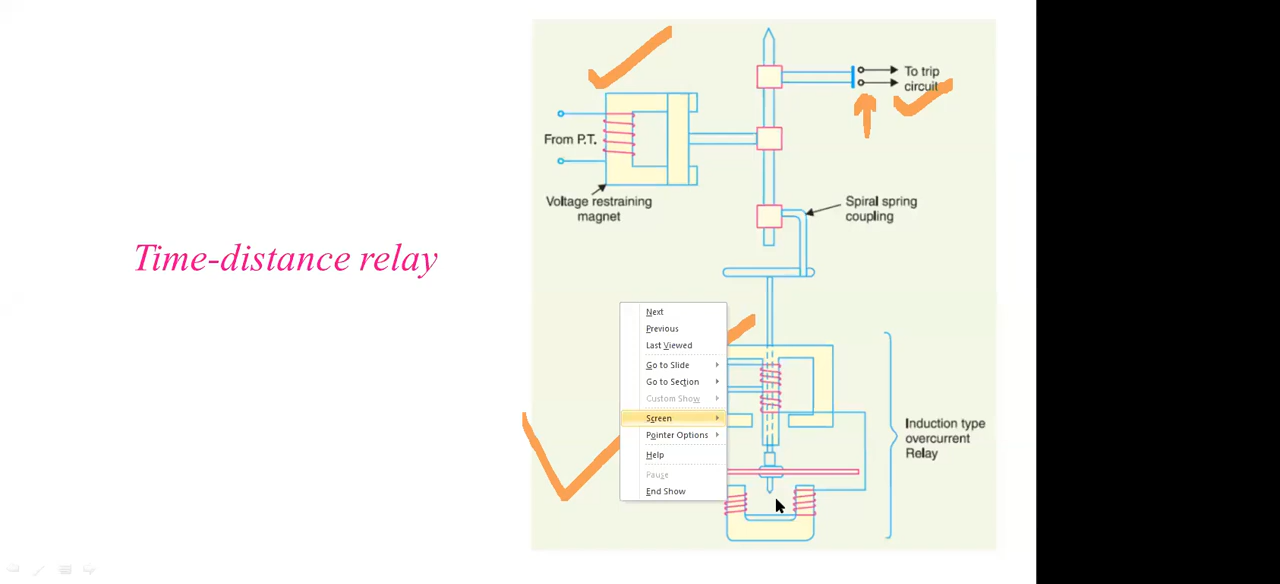 Time-distance relay
To trip
circuit
From P.T.
Voltage restraining
magnet
Spiral spring
coupling
Next
Previous
Last Viewed
Go to Slide
Go to Section
Custom Show
Screen
Pointer Options
Help
Pause
End Show
Induction type
overcurrent
Relay